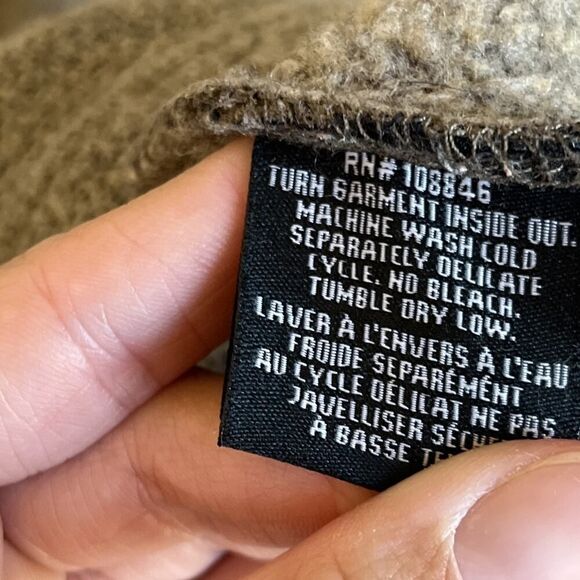 RN# 108846
TURN GARMENT INSIDE OUT.
MACHINE WASH COLD
SEPARATELY DELICATE
CYCLE. NO BLEACH.
TUMBLE DRY LOW.
LAVER À L'ENVERS À L'EAU
FROIDE SEPARÉMENT
AU CYCLE DÉLICAT NE PAS
JAVELLISER
À BASSE